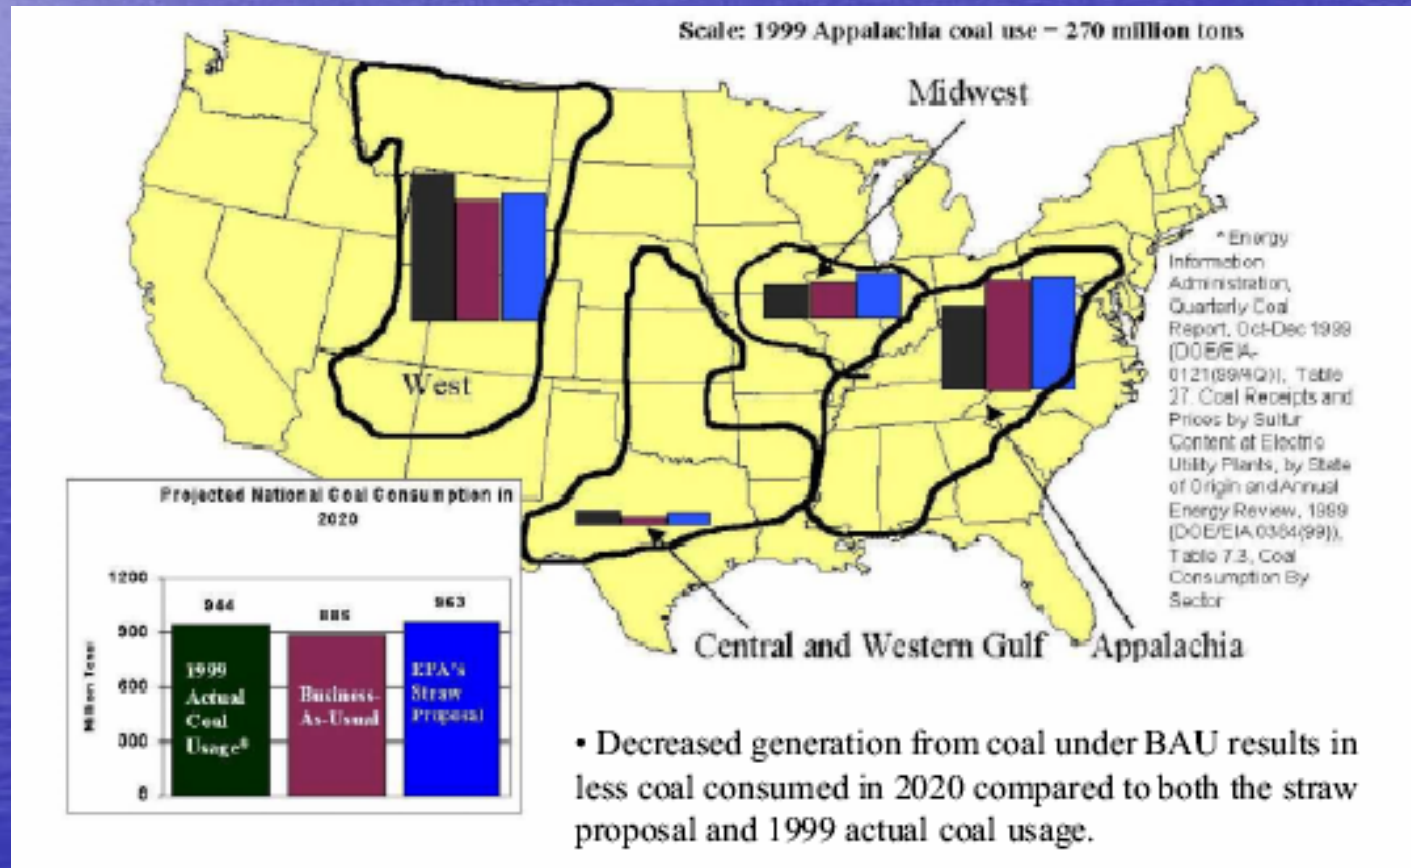 Scale: 1999 Appalachia coal use = 270 million tons
Midwest
* Energy
Information
Administration,
Quarterly Coal
Report, Oct-Dec 1999
(DOE/EIA-
0121(99/4Q)), Table
27. Coal Receipts and
Prices by Sulfur
Content at Electric
Utility Plants, by State
of Origin and Annual
Energy Review, 1999
(DOE/EIA 0384(99)),
Table 7.3, Coal
Consumption By
Sector
West
Projected National Coal Consumption in
2020
Million Tons
1200
900
600
300
0
944
885
963
1999
Actual
Coal
Usage*
Business-
As-Usual
EPA's
Straw
Proposal
Central and Western Gulf
Appalachia
• Decreased generation from coal under BAU results in
less coal consumed in 2020 compared to both the straw
proposal and 1999 actual coal usage.